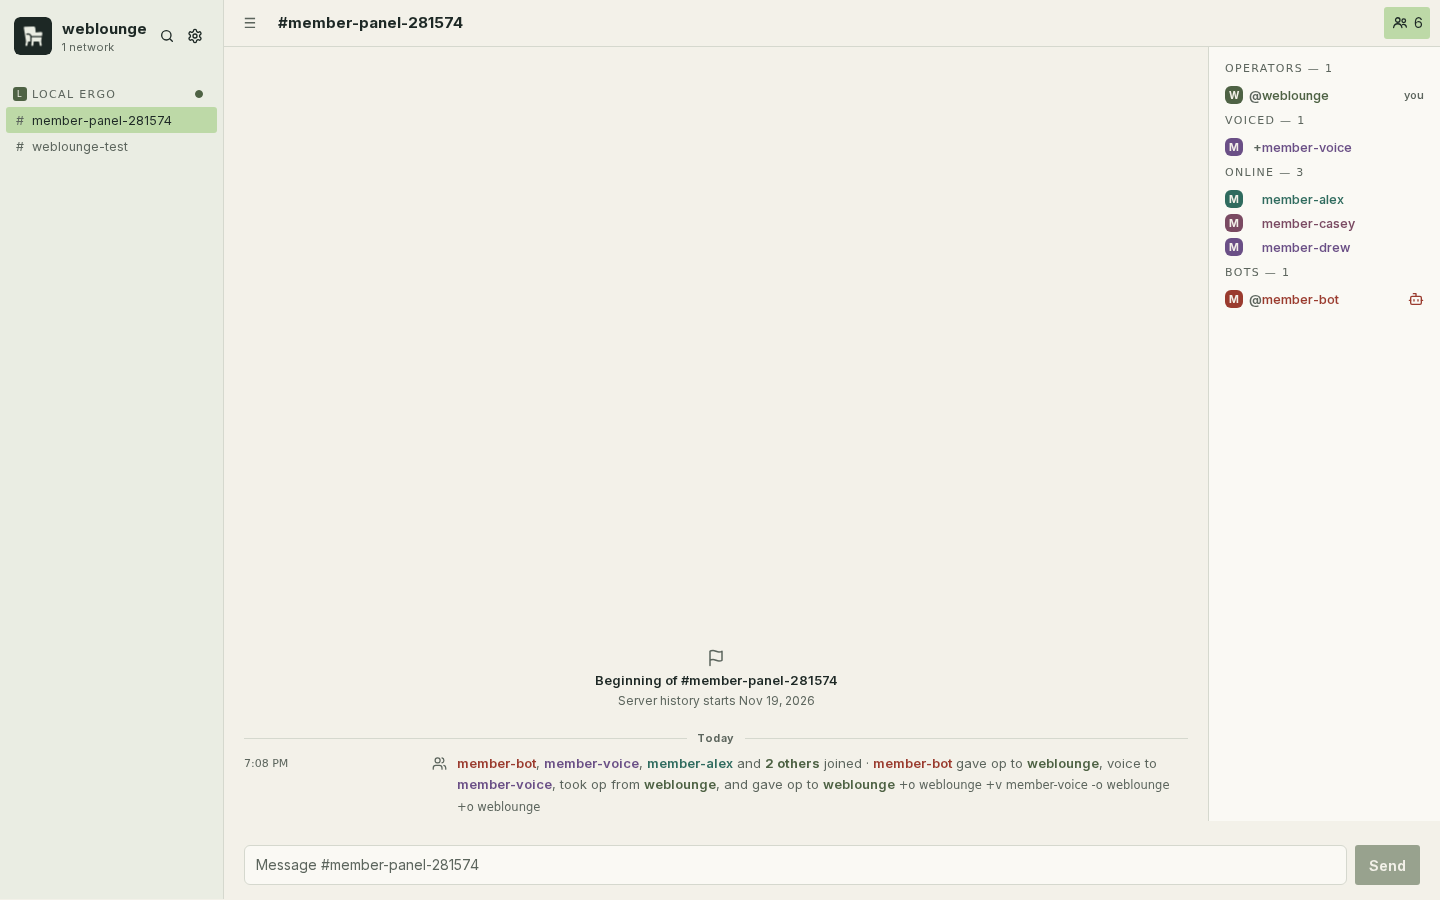 weblounge
1 network
L LOCAL ERGO
# member-panel-281574
# weblounge-test
#member-panel-281574
6
Beginning of #member-panel-281574
Server history starts Nov 19, 2026
Today
7:08 PM
member-bot, member-voice, member-alex and 2 others joined · member-bot gave op to weblounge, voice to
member-voice, took op from weblounge, and gave op to weblounge +o weblounge +v member-voice -o weblounge
+o weblounge
Message #member-panel-281574
Send
OPERATORS — 1
W @weblounge you
VOICED — 1
M +member-voice
ONLINE — 3
M member-alex
M member-casey
M member-drew
BOTS — 1
M @member-bot